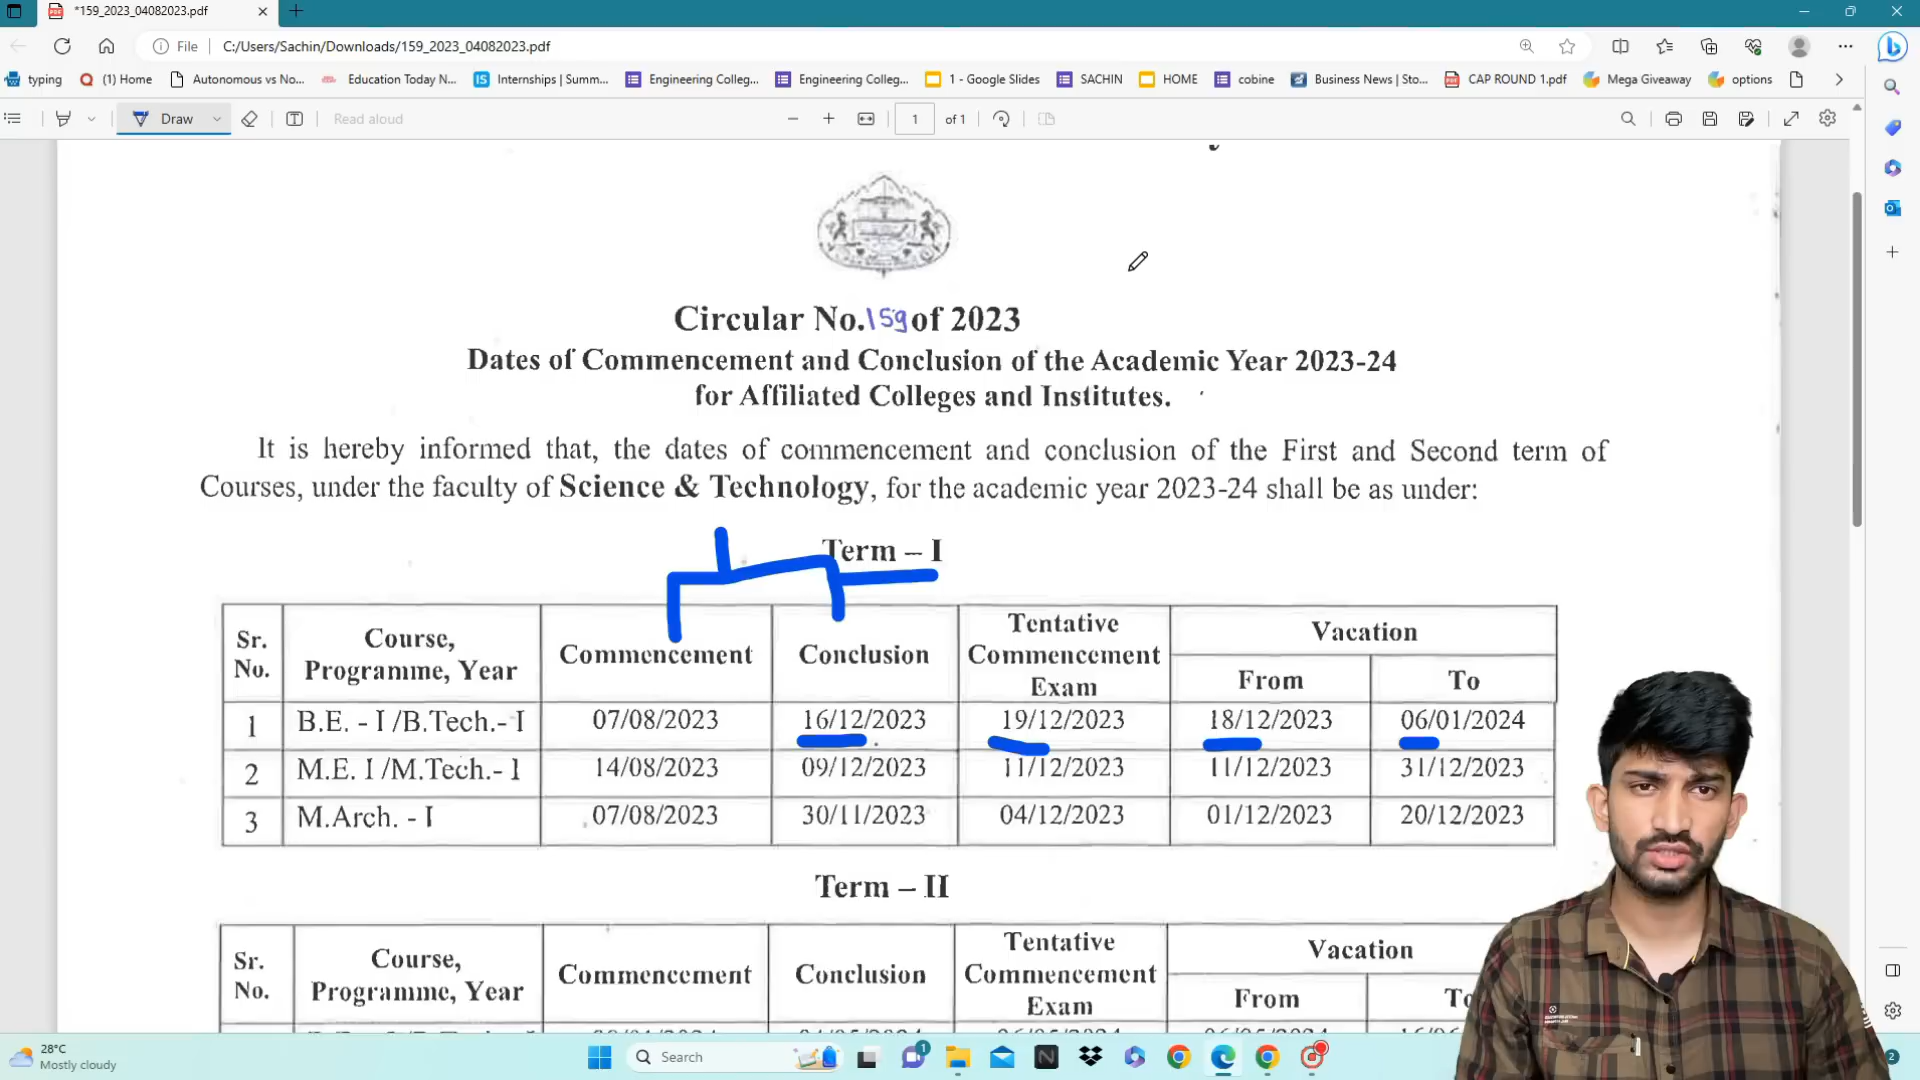 *159_2023_04082023.pdf
File C:/Users/Sachin/Downloads/159_2023_04082023.pdf
typing (1) Home Autonomous vs No... Education Today N... Internships | Summ... Engineering Colleg... Engineering Colleg... 1 - Google Slides SACHIN HOME cobine Business News | Sto... CAP ROUND 1.pdf Mega Giveaway options
Draw Read aloud 1 of 1
Circular No. 159 of 2023
Dates of Commencement and Conclusion of the Academic Year 2023-24
for Affiliated Colleges and Institutes.
It is hereby informed that, the dates of commencement and conclusion of the First and Second term of
Courses, under the faculty of Science & Technology, for the academic year 2023-24 shall be as under:
Term – I
Sr. No. Course, Programme, Year Commencement Conclusion Tentative Commencement Exam Vacation From To
1 B.E. - I /B.Tech.- I 07/08/2023 16/12/2023 19/12/2023 18/12/2023 06/01/2024
2 M.E. I /M.Tech.- I 14/08/2023 09/12/2023 11/12/2023 11/12/2023 31/12/2023
3 M.Arch. - I 07/08/2023 30/11/2023 04/12/2023 01/12/2023 20/12/2023
Term – II
Sr. No. Course, Programme, Year Commencement Conclusion Tentative Commencement Exam Vacation From To
28°C
Mostly cloudy
Search
1
2